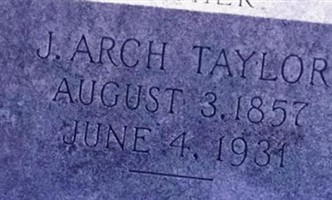 J. ARCH TAYLOR
AUGUST 3, 1857
JUNE 4, 1931